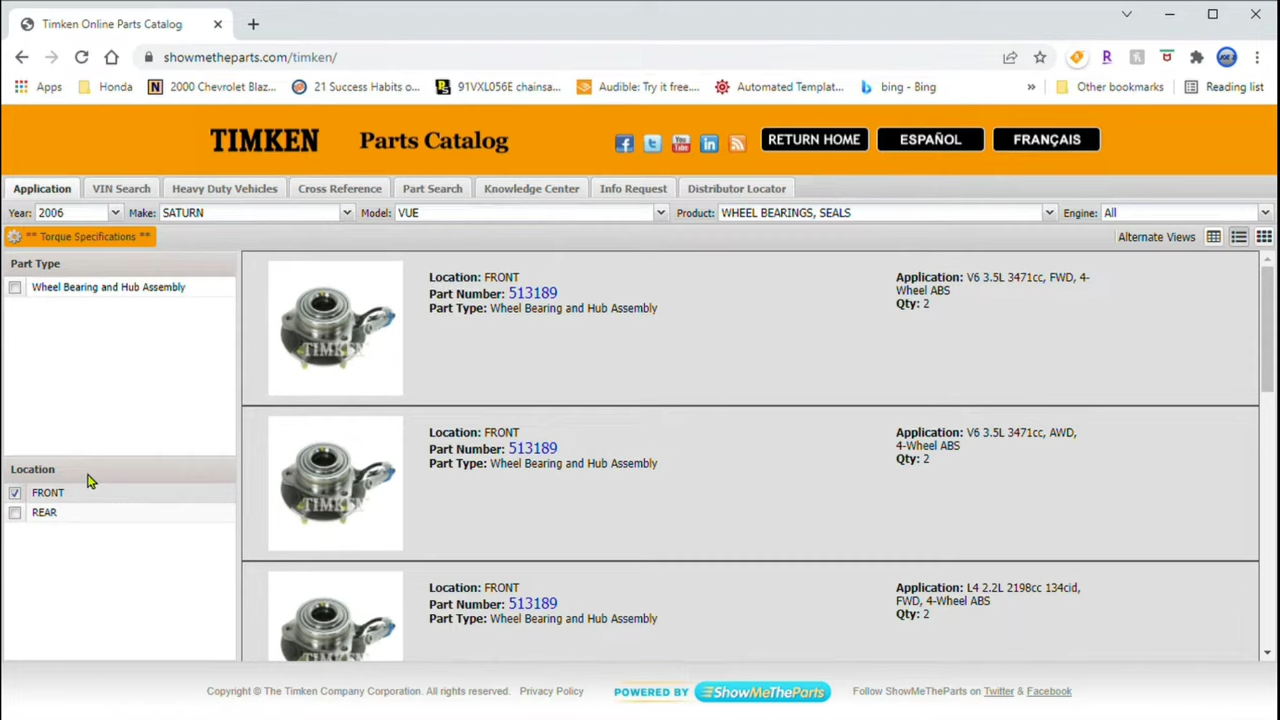 Timken Online Parts Catalog
showmetheparts.com/timken/
Apps Honda 2000 Chevrolet Blaz... 21 Success Habits o... 91VXL056E chainsa... Audible: Try it free.... Automated Templat... bing - Bing » Other bookmarks Reading list
TIMKEN Parts Catalog RETURN HOME ESPAÑOL FRANÇAIS
Application VIN Search Heavy Duty Vehicles Cross Reference Part Search Knowledge Center Info Request Distributor Locator
Year: 2006 Make: SATURN Model: VUE Product: WHEEL BEARINGS, SEALS Engine: All
** Torque Specifications ** Alternate Views
Part Type
Wheel Bearing and Hub Assembly
Location
FRONT
REAR
TIMKEN
Location: FRONT
Part Number: 513189
Part Type: Wheel Bearing and Hub Assembly
Application: V6 3.5L 3471cc, FWD, 4-
Wheel ABS
Qty: 2
TIMKEN
Location: FRONT
Part Number: 513189
Part Type: Wheel Bearing and Hub Assembly
Application: V6 3.5L 3471cc, AWD,
4-Wheel ABS
Qty: 2
TIMKEN
Location: FRONT
Part Number: 513189
Part Type: Wheel Bearing and Hub Assembly
Application: L4 2.2L 2198cc 134cid,
FWD, 4-Wheel ABS
Qty: 2
Copyright © The Timken Company Corporation. All rights reserved. Privacy Policy POWERED BY ShowMeTheParts Follow ShowMeTheParts on Twitter & Facebook